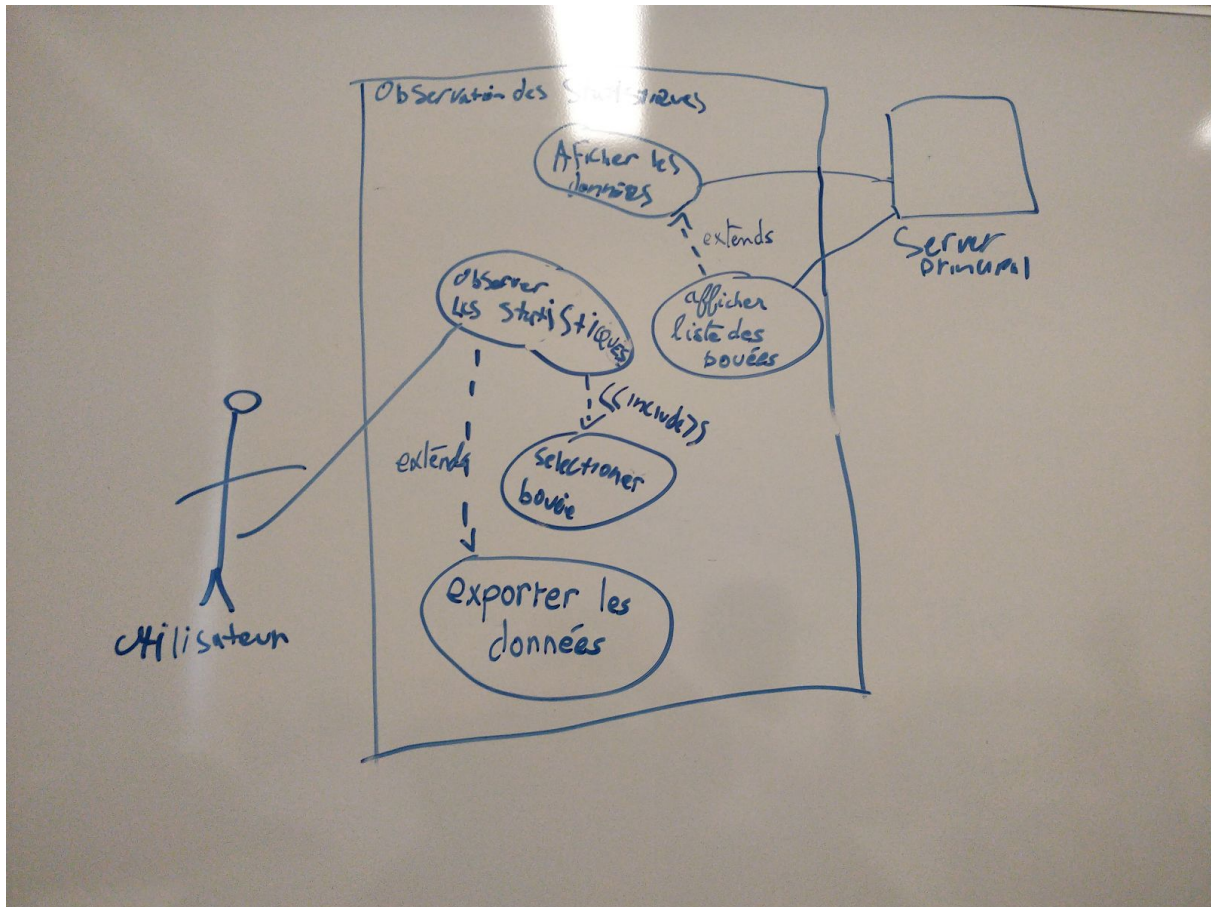 Observation des Statistiques
Aficher les
données
extends
Server
principal
observer
les statistiques
afficher
liste des
bouées
<<include>>
extends
selectioner
bouée
exporter les
données
utilisateur